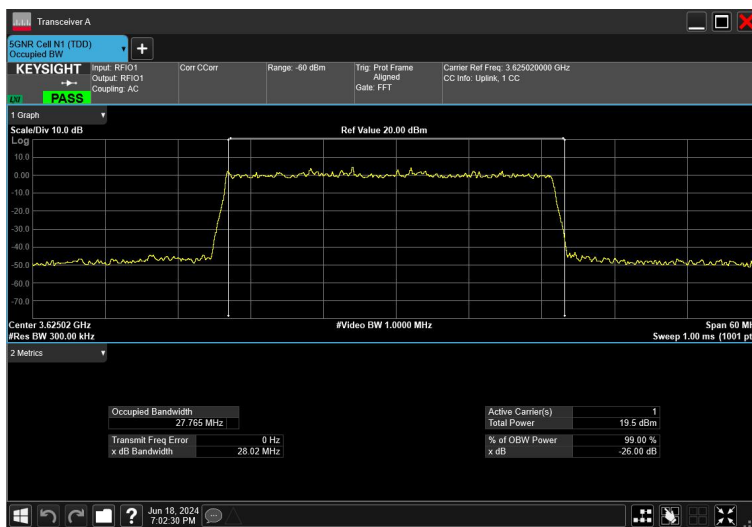 Transceiver A
5GNR Cell N1 (TDD)
Occupied BW
KEYSIGHT
LXI
PASS
Input: RFIO1
Output: RFIO1
Coupling: AC
Corr CCorr
Range: -60 dBm
Trig: Prot Frame
Aligned
Gate: FFT
Carrier Ref Freq: 3.625020000 GHz
CC Info: Uplink, 1 CC
1 Graph
Scale/Div 10.0 dB
Ref Value 20.00 dBm
Log
10.0
0.00
-10.0
-20.0
-30.0
-40.0
-50.0
-60.0
-70.0
Center 3.62502 GHz
#Video BW 1.0000 MHz
Span 60 MH
#Res BW 300.00 kHz
Sweep 1.00 ms (1001 pt
2 Metrics
Occupied Bandwidth
27.765 MHz
Transmit Freq Error 0 Hz
x dB Bandwidth 28.02 MHz
Active Carrier(s) 1
Total Power 19.5 dBm
% of OBW Power 99.00 %
x dB -26.00 dB
?
Jun 18, 2024
7:02:30 PM